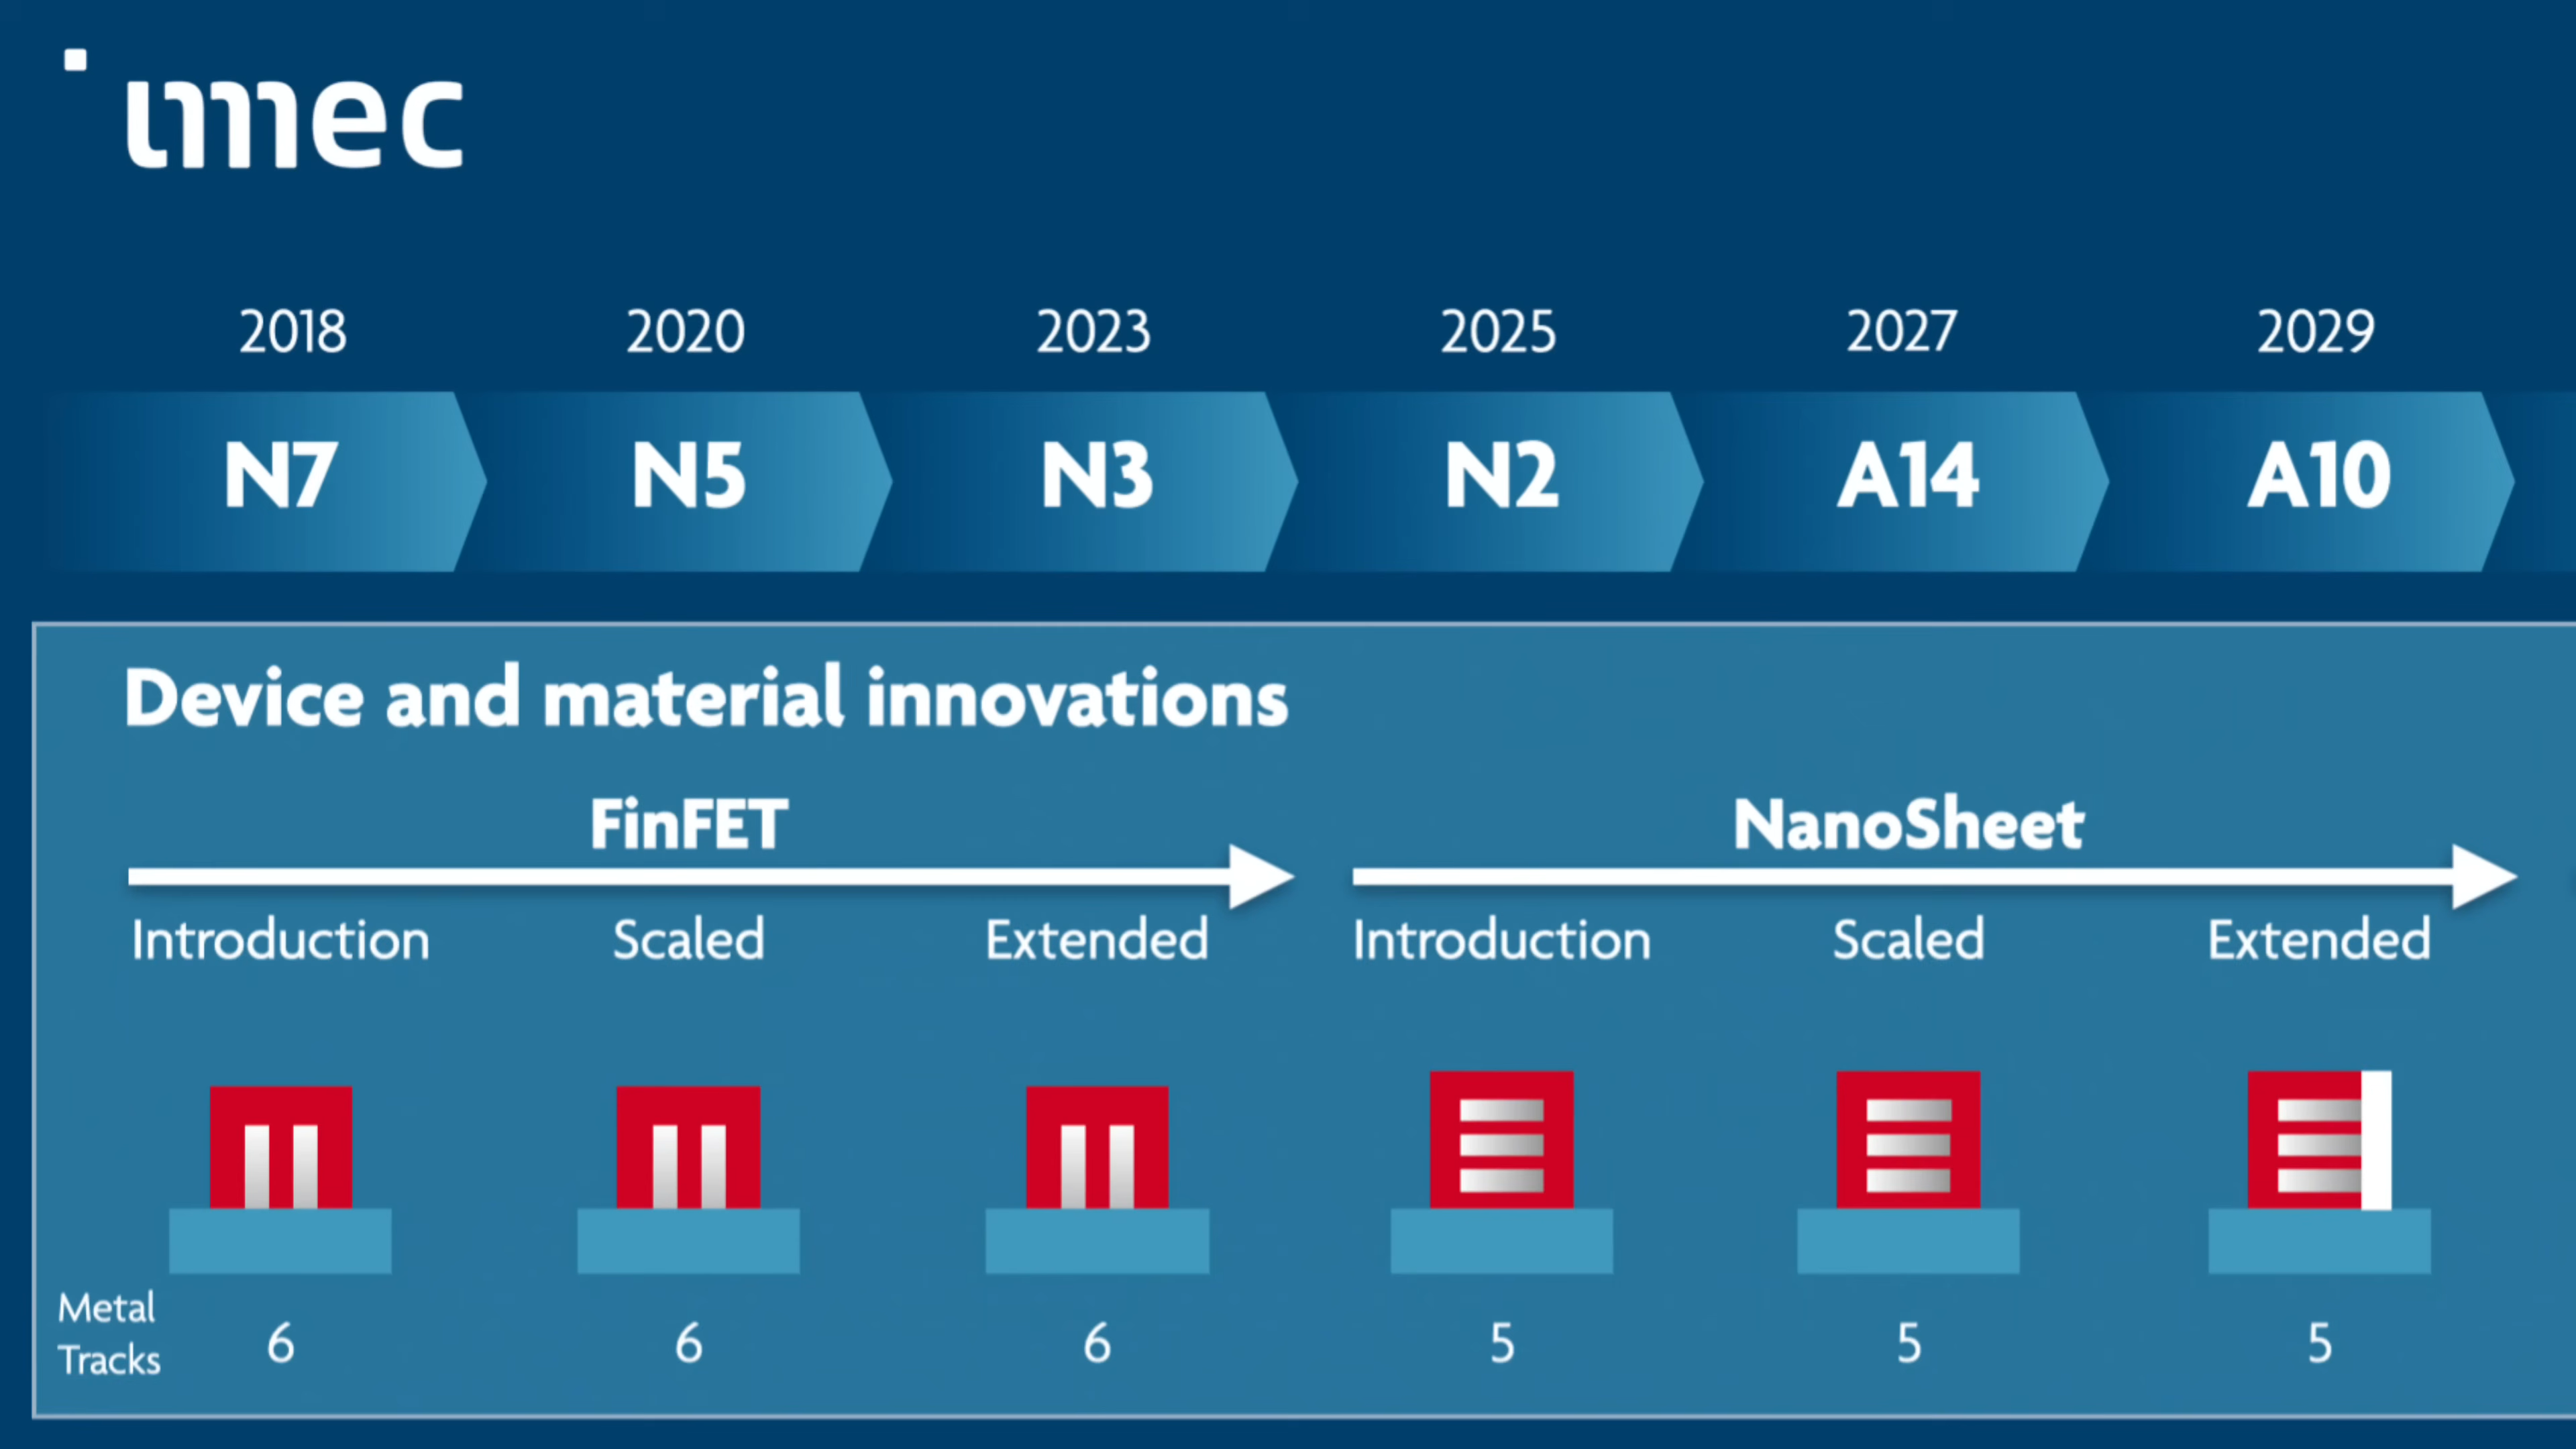 imec
2018 2020 2023 2025 2027 2029
N7 N5 N3 N2 A14 A10
Device and material innovations
FinFET NanoSheet
Introduction Scaled Extended Introduction Scaled Extended
Metal
Tracks 6 6 6 5 5 5